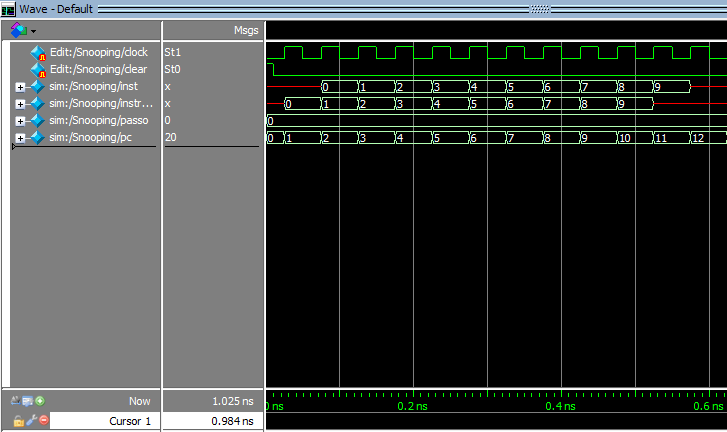 Wave - Default
Msgs
Edit:/Snooping/clock St1
Edit:/Snooping/clear St0
sim:/Snooping/inst x 0 1 2 3 4 5 6 7 8 9
sim:/Snooping/instr... x 0 1 2 3 4 5 6 7 8 9
sim:/Snooping/passo 0 0
sim:/Snooping/pc 20 0 1 2 3 4 5 6 7 8 9 10 11 12
Now 1.025 ns 0 ns 0.2 ns 0.4 ns 0.6 ns
Cursor 1 0.984 ns